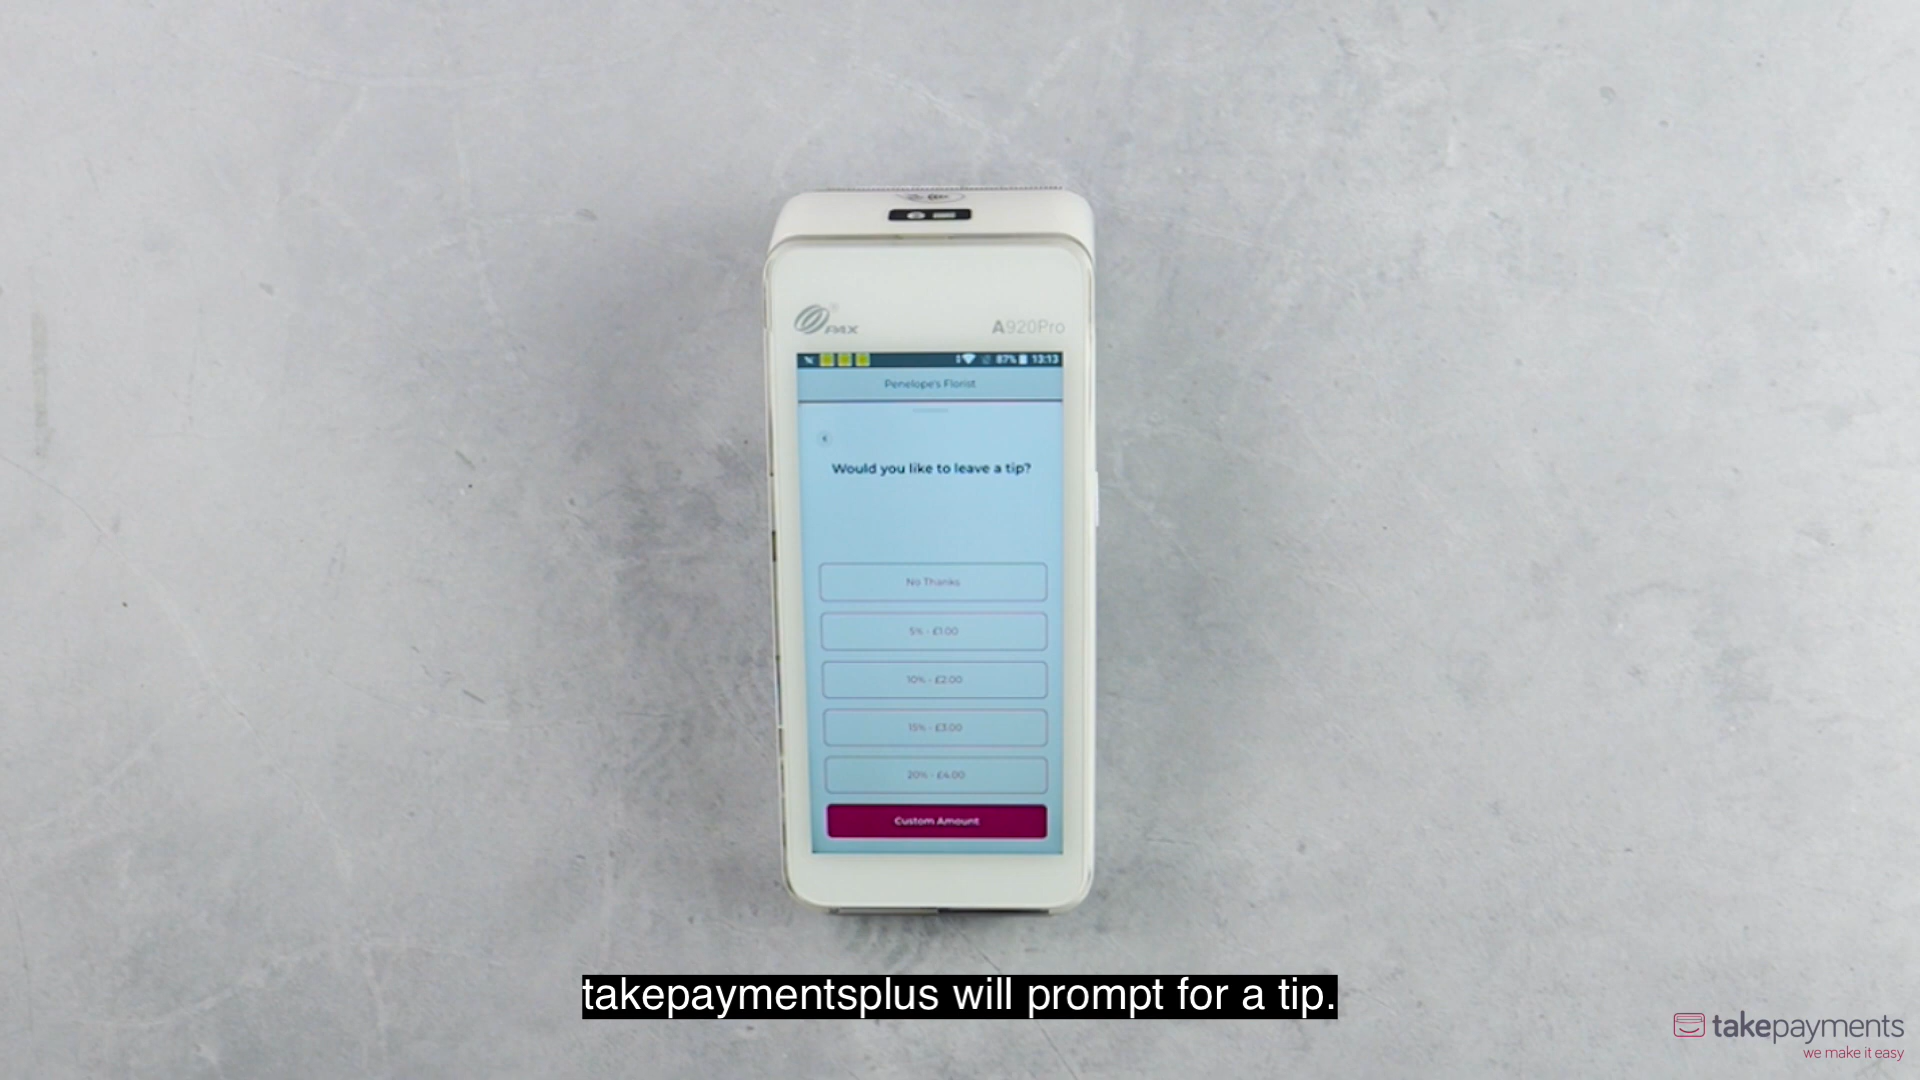 PAX
A920Pro
87% 13:13
Penelope's Florist
Would you like to leave a tip?
No Thanks
5% - £1.00
10% - £2.00
15% - £3.00
20% - £4.00
Custom Amount
takepaymentsplus will prompt for a tip.
takepayments
we make it easy